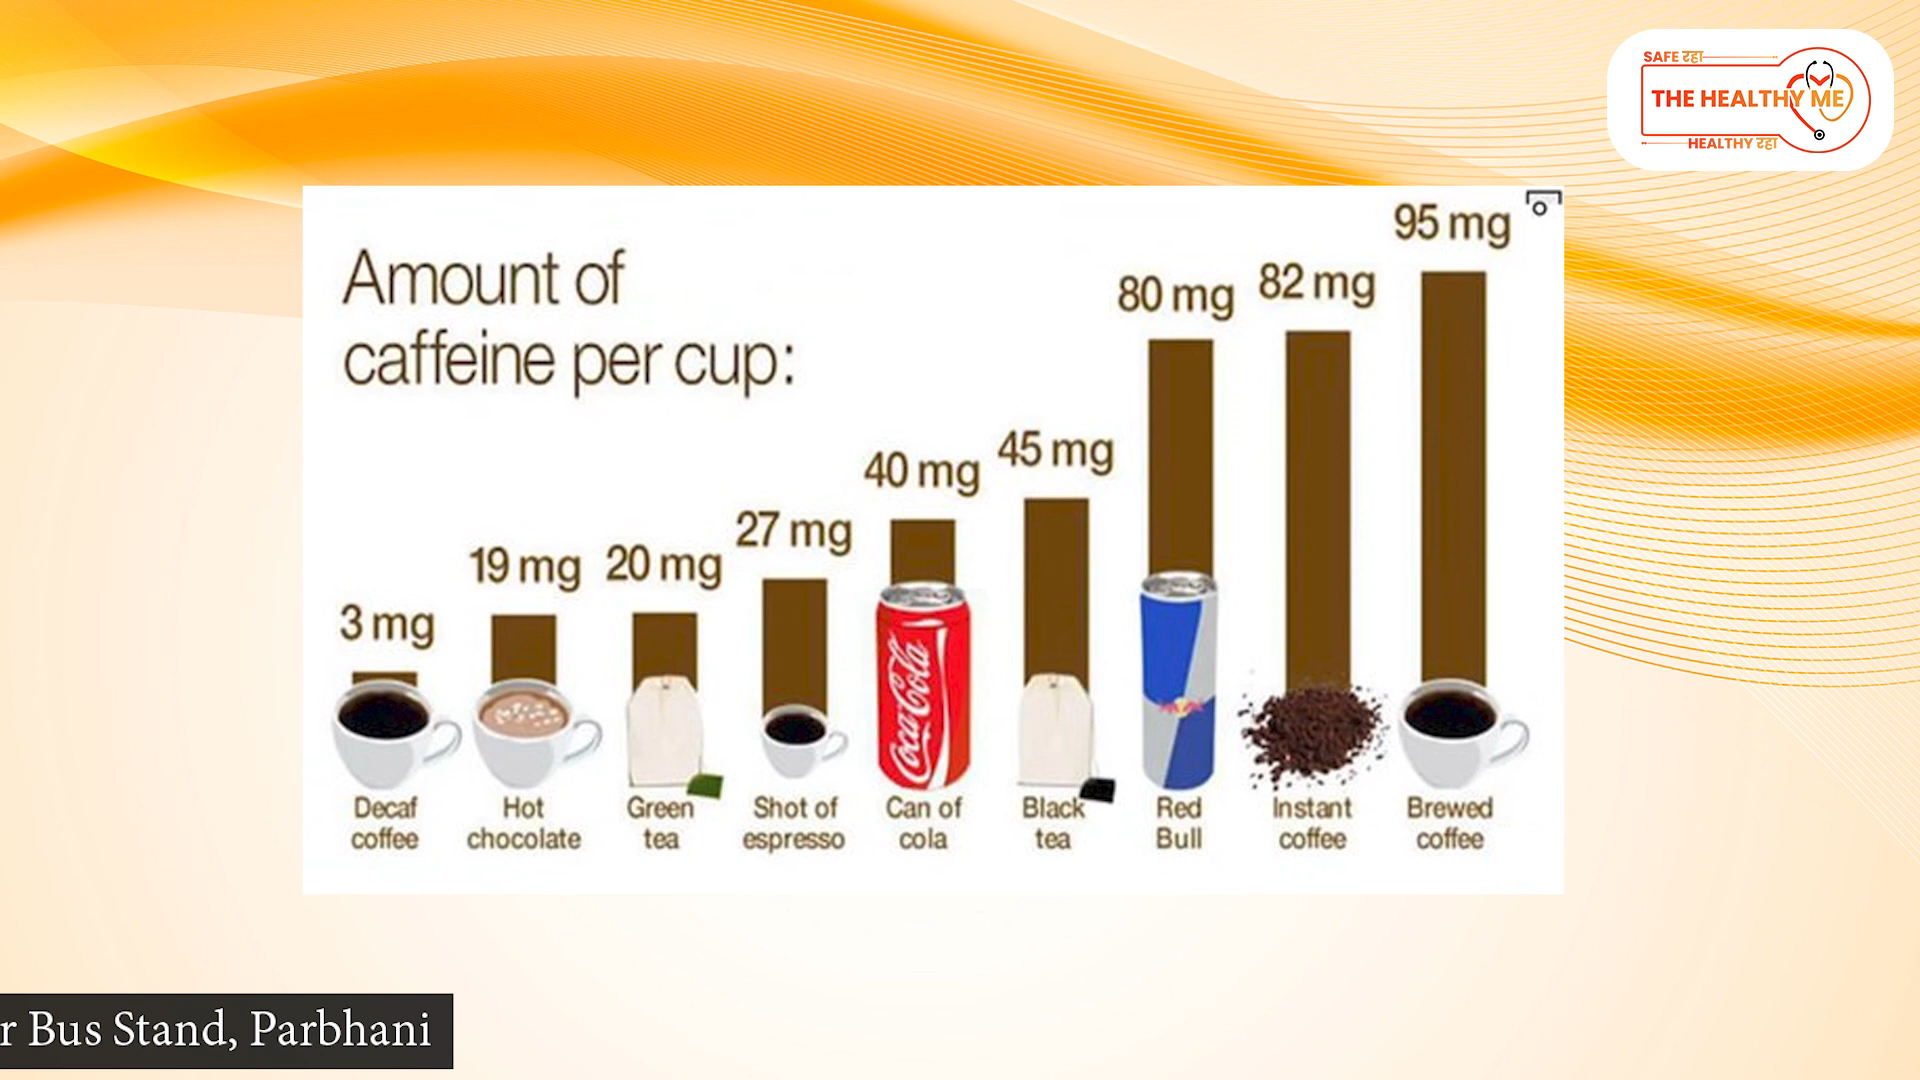 SAFE रहा
THE HEALTHY ME
HEALTHY रहा
Amount of
caffeine per cup:
3 mg
19 mg
20 mg
27 mg
40 mg
45 mg
80 mg
82 mg
95 mg
Coca-Cola
Decaf
coffee
Hot
chocolate
Green
tea
Shot of
espresso
Can of
cola
Black
tea
Red
Bull
Instant
coffee
Brewed
coffee
r Bus Stand, Parbhani